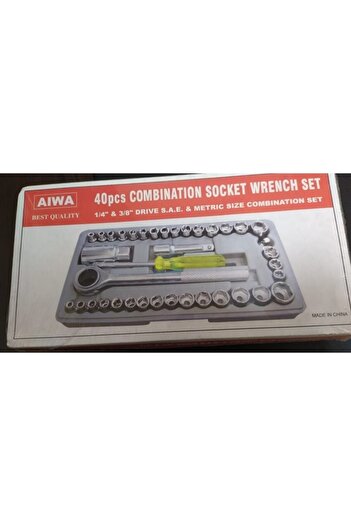 AIWA
BEST QUALITY
40pcs COMBINATION SOCKET WRENCH SET
1/4" & 3/8" DRIVE S.A.E. & METRIC SIZE COMBINATION SET
MADE IN CHINA